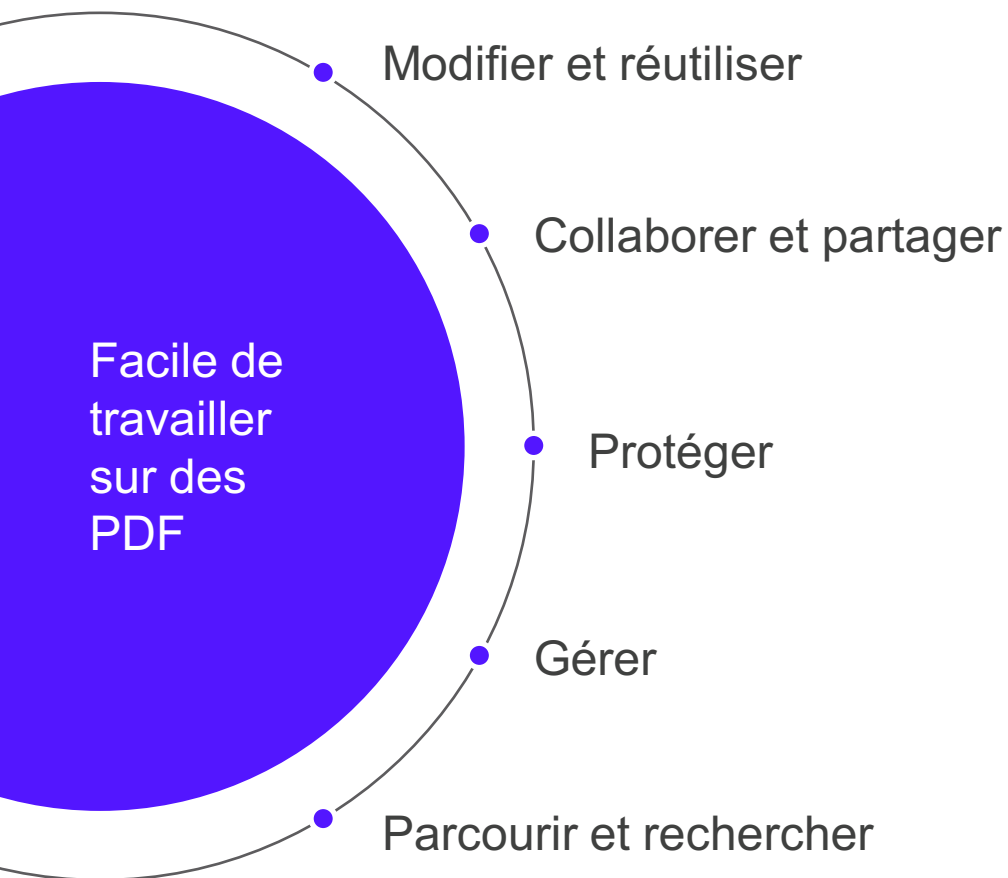 Modifier et réutiliser
Collaborer et partager
Facile de
travailler
sur des
PDF
Protéger
Gérer
Parcourir et rechercher